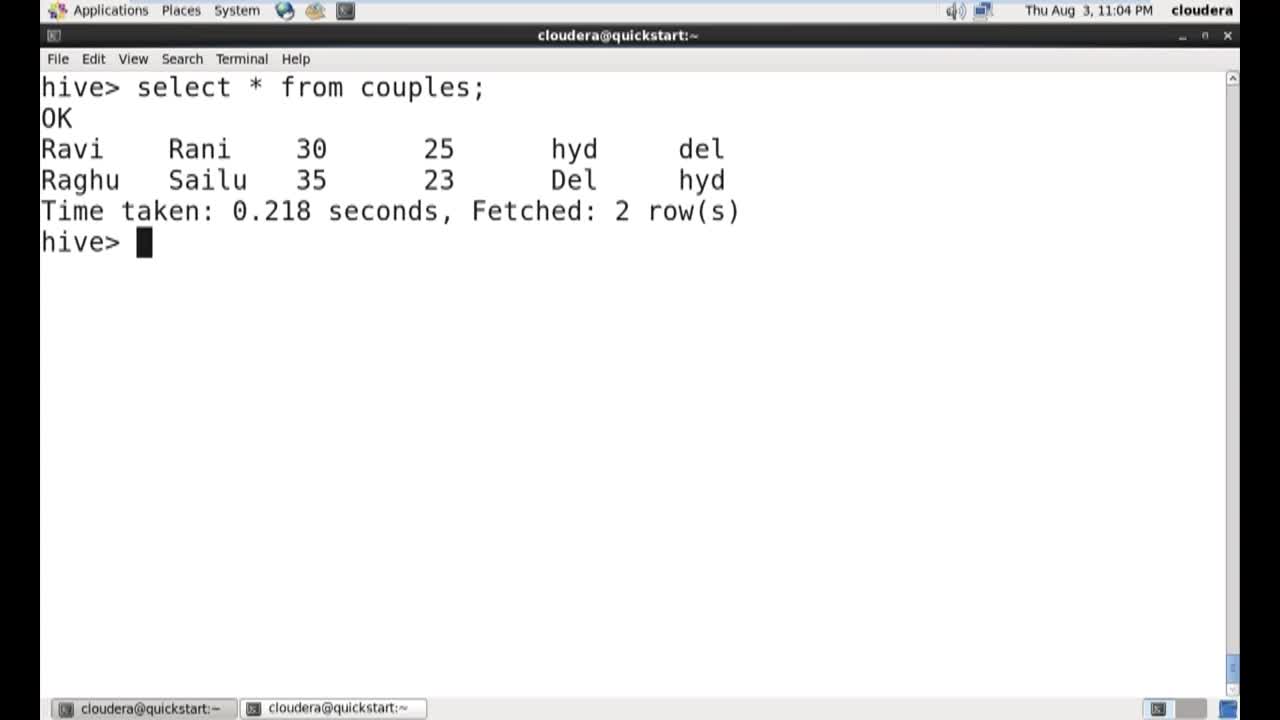 Applications Places System Thu Aug 3, 11:04 PM cloudera
cloudera@quickstart:~
File Edit View Search Terminal Help
hive> select * from couples;
OK
Ravi Rani 30 25 hyd del
Raghu Sailu 35 23 Del hyd
Time taken: 0.218 seconds, Fetched: 2 row(s)
hive>
cloudera@quickstart:~ cloudera@quickstart:~